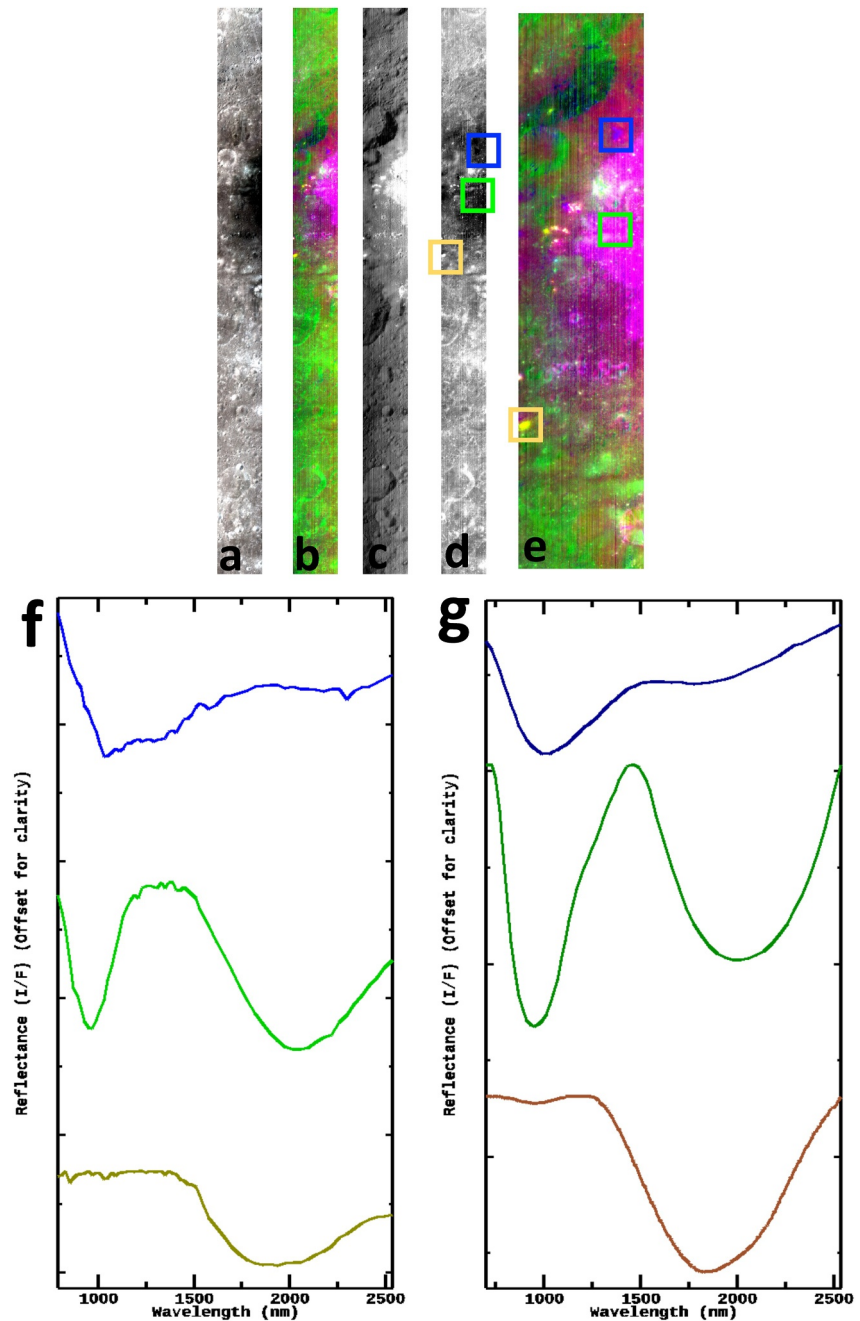 a
b
c
d
e
f
g
Reflectance (I/F) (Offset for clarity)
Reflectance (I/F) (Offset for clarity)
1000 1500 2000 2500
1000 1500 2000 2500
Wavelength (nm)
Wavelength (nm)